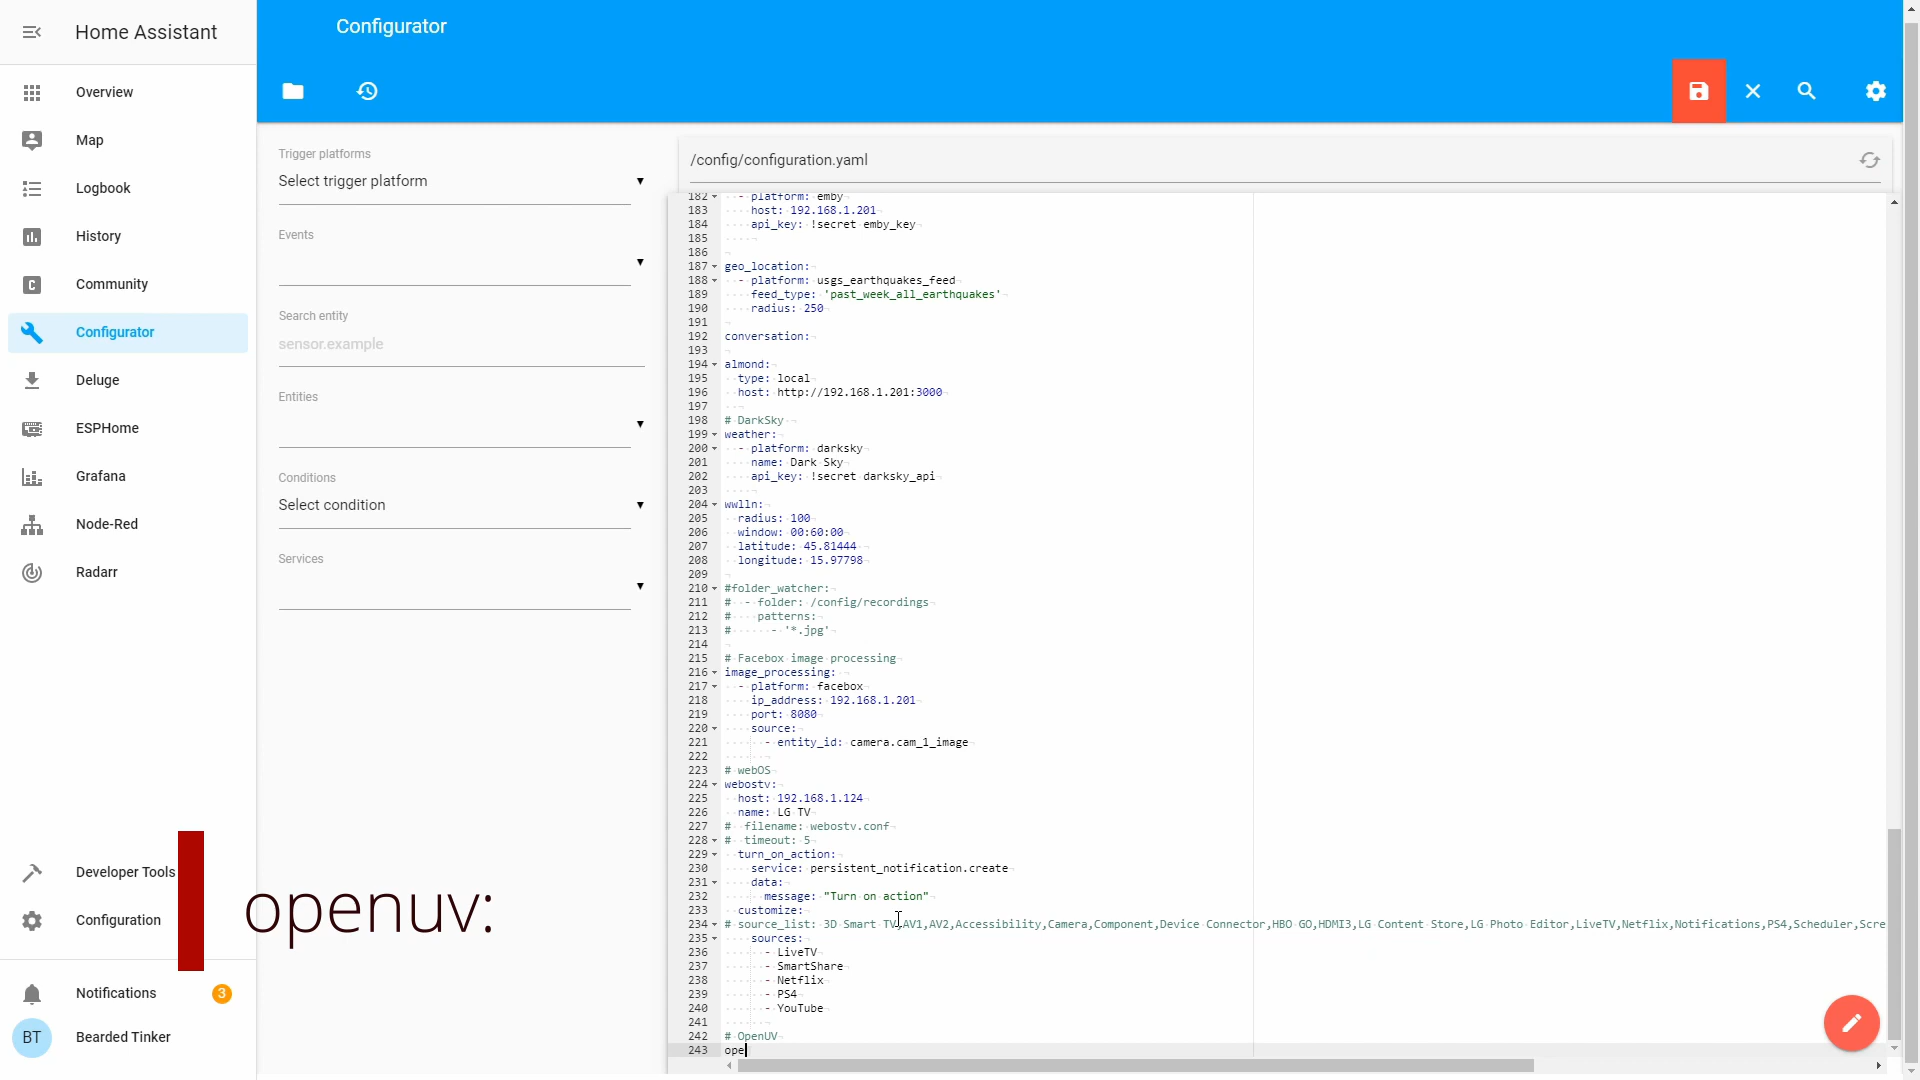 Home Assistant
Configurator
Overview
Map
Logbook
History
Community
Configurator
Deluge
ESPHome
Grafana
Node-Red
Radarr
Developer Tools
Configuration
Notifications
3
BT
Bearded Tinker
Trigger platforms
Select trigger platform
Events
Search entity
sensor.example
Entities
Conditions
Select condition
Services
/config/configuration.yaml
182 - platform: emby
183 host: 192.168.1.201
184 api_key: !secret emby_key
185
186
187 geo_location:
188 - platform: usgs_earthquakes_feed
189 feed_type: 'past_week_all_earthquakes'
190 radius: 250
191
192 conversation:
193
194 almond:
195 type: local
196 host: http://192.168.1.201:3000
197
198 # DarkSky
199 weather:
200 - platform: darksky
201 name: Dark Sky
202 api_key: !secret darksky_api
203
204 wwlln:
205 radius: 100
206 window: 00:60:00
207 latitude: 45.81444
208 longitude: 15.97798
209
210 #folder_watcher:
211 # - folder: /config/recordings
212 # patterns:
213 # - '*.jpg'
214
215 # Facebox image processing
216 image_processing:
217 - platform: facebox
218 ip_address: 192.168.1.201
219 port: 8080
220 source:
221 - entity_id: camera.cam_1_image
222
223 # webOS
224 webostv:
225 host: 192.168.1.124
226 name: LG TV
227 # filename: webostv.conf
228 # timeout: 5
229 turn_on_action:
230 service: persistent_notification.create
231 data:
232 message: "Turn on action"
233 customize:
234 # source_list: 3D Smart TV,AV1,AV2,Accessibility,Camera,Component,Device Connector,HBO GO,HDMI3,LG Content Store,LG Photo Editor,LiveTV,Netflix,Notifications,PS4,Scheduler,Scre
235 sources:
236 - LiveTV
237 - SmartShare
238 - Netflix
239 - PS4
240 - YouTube
241
242 # OpenUV
243 ope
openuv: